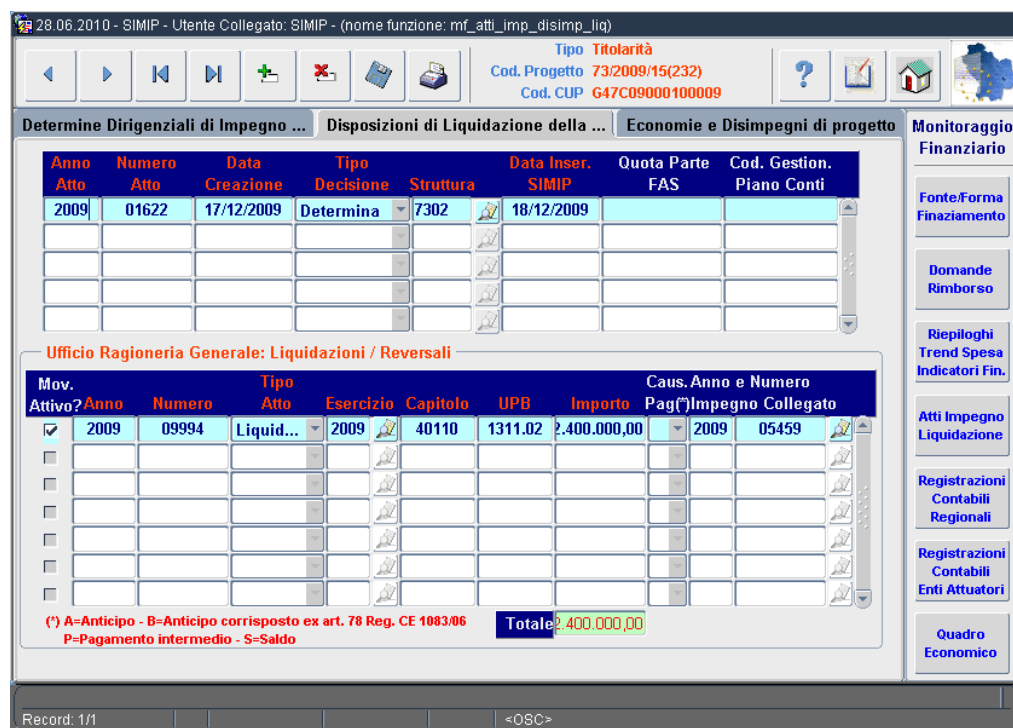 28.06.2010 - SIMIP - Utente Collegato: SIMIP - (nome funzione: mf_atti_imp_disimp_liq)
Tipo Titolarità
Cod. Progetto 73/2009/15(232)
Cod. CUP G47C09000100009
Determine Dirigenziali di Impegno ... Disposizioni di Liquidazione della ... Economie e Disimpegni di progetto
Monitoraggio
Finanziario
Anno Numero Data Tipo Data Inser. Quota Parte Cod. Gestion.
Atto Atto Creazione Decisione Struttura SIMIP FAS Piano Conti
2009 01622 17/12/2009 Determina 7302 18/12/2009
Ufficio Ragioneria Generale: Liquidazioni / Reversali
Mov. Tipo Caus. Anno e Numero
Attivo? Anno Numero Atto Esercizio Capitolo UPB Importo Pag(*) Impegno Collegato
2009 09994 Liquid... 2009 40110 1311.02 2.400.000,00 2009 05459
(*) A=Anticipo - B=Anticipo corrisposto ex art. 78 Reg. CE 1083/06
P=Pagamento intermedio - S=Saldo
Totale 2.400.000,00
Fonte/Forma
Finaziamento
Domande
Rimborso
Riepiloghi
Trend Spesa
Indicatori Fin.
Atti Impegno
Liquidazione
Registrazioni
Contabili
Regionali
Registrazioni
Contabili
Enti Attuatori
Quadro
Economico
Record: 1/1 <OSC>